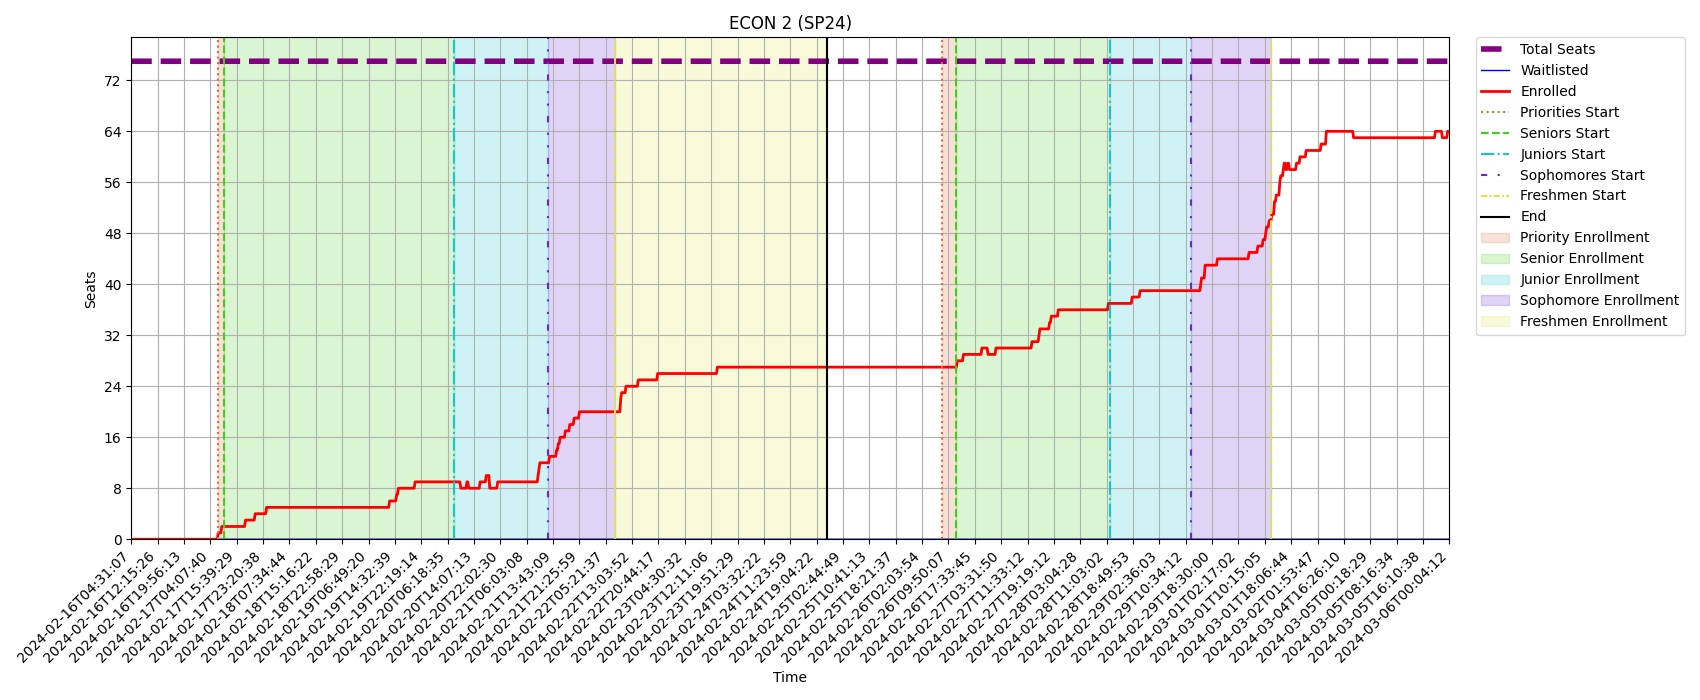 ECON 2 (SP24)
Seats
72
64
56
48
40
32
24
16
8
0
2024-02-16T04:31:07
2024-02-16T12:15:26
2024-02-16T19:56:13
2024-02-17T04:07:40
2024-02-17T15:39:29
2024-02-17T23:20:38
2024-02-18T07:34:44
2024-02-18T15:16:22
2024-02-18T22:58:29
2024-02-19T06:49:20
2024-02-19T14:32:39
2024-02-19T22:19:14
2024-02-20T06:18:35
2024-02-20T14:07:13
2024-02-20T22:02:30
2024-02-21T06:03:08
2024-02-21T13:43:09
2024-02-21T21:25:59
2024-02-22T05:21:37
2024-02-22T13:03:52
2024-02-22T20:44:17
2024-02-23T04:30:32
2024-02-23T12:11:06
2024-02-23T19:51:29
2024-02-24T03:32:22
2024-02-24T11:23:59
2024-02-24T19:04:22
2024-02-25T02:44:49
2024-02-25T10:41:13
2024-02-25T18:21:37
2024-02-26T02:03:54
2024-02-26T09:50:07
2024-02-26T17:33:45
2024-02-27T03:31:50
2024-02-27T11:33:12
2024-02-27T19:19:12
2024-02-28T03:04:28
2024-02-28T11:03:02
2024-02-28T18:49:53
2024-02-29T02:36:03
2024-02-29T10:34:12
2024-02-29T18:30:00
2024-03-01T02:17:02
2024-03-01T10:15:05
2024-03-01T18:06:44
2024-03-02T01:53:47
2024-03-04T16:26:10
2024-03-05T00:18:29
2024-03-05T08:16:34
2024-03-05T16:10:38
2024-03-06T00:04:12
Time
Total Seats
Waitlisted
Enrolled
Priorities Start
Seniors Start
Juniors Start
Sophomores Start
Freshmen Start
End
Priority Enrollment
Senior Enrollment
Junior Enrollment
Sophomore Enrollment
Freshmen Enrollment